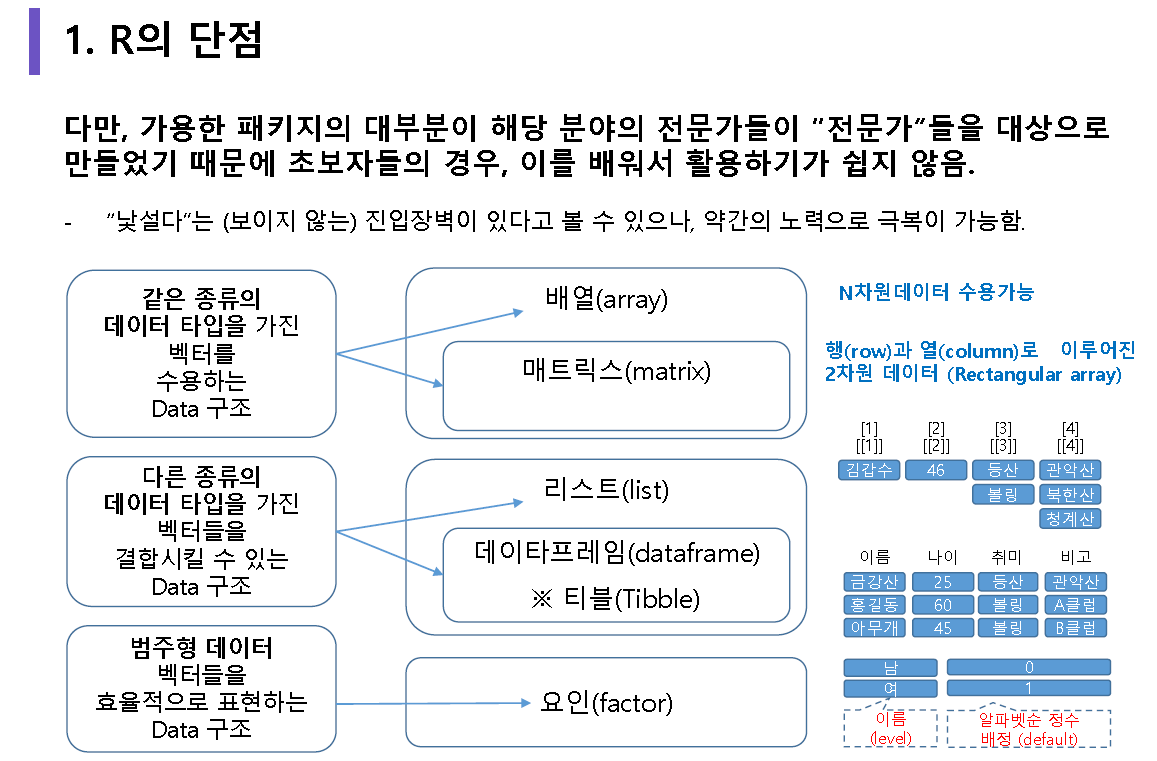 1. R의 단점
다만, 가용한 패키지의 대부분이 해당 분야의 전문가들이 “전문가”들을 대상으로
만들었기 때문에 초보자들의 경우, 이를 배워서 활용하기가 쉽지 않음.
- “낯설다”는 (보이지 않는) 진입장벽이 있다고 볼 수 있으나, 약간의 노력으로 극복이 가능함.
같은 종류의
데이터 타입을 가진
벡터를
수용하는
Data 구조
배열(array)
매트릭스(matrix)
N차원데이터 수용가능
행(row)과 열(column)로 이루어진
2차원 데이터 (Rectangular array)
다른 종류의
데이터 타입을 가진
벡터들을
결합시킬 수 있는
Data 구조
리스트(list)
데이타프레임(dataframe)
※ 티블(Tibble)
[1] [2] [3] [4]
[[1]] [[2]] [[3]] [[4]]
김갑수 46 등산 관악산
볼링 북한산
청계산
이름 나이 취미 비고
금강산 25 등산 관악산
홍길동 60 볼링 A클럽
아무개 45 볼링 B클럽
범주형 데이터
벡터들을
효율적으로 표현하는
Data 구조
요인(factor)
남 0
여 1
이름
(level)
알파벳순 정수
배정 (default)